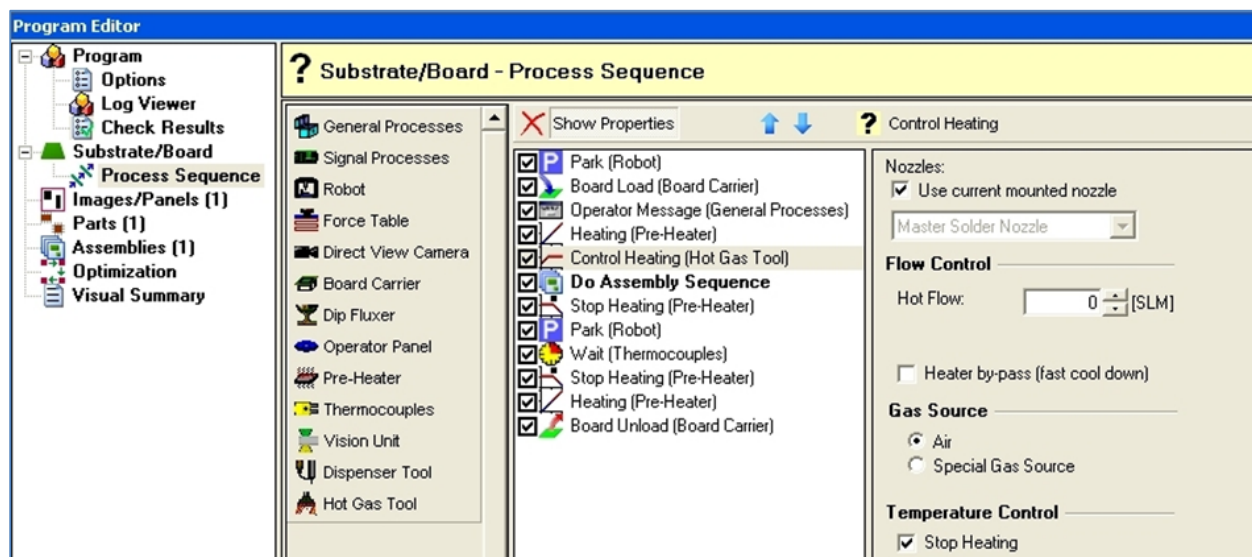 Program Editor
Program
Options
Log Viewer
Check Results
Substrate/Board
Process Sequence
Images/Panels (1)
Parts (1)
Assemblies (1)
Optimization
Visual Summary
? Substrate/Board - Process Sequence
General Processes
Signal Processes
Robot
Force Table
Direct View Camera
Board Carrier
Dip Fluxer
Operator Panel
Pre-Heater
Thermocouples
Vision Unit
Dispenser Tool
Hot Gas Tool
Show Properties
P Park (Robot)
Board Load (Board Carrier)
Operator Message (General Processes)
Heating (Pre-Heater)
Control Heating (Hot Gas Tool)
Do Assembly Sequence
Stop Heating (Pre-Heater)
P Park (Robot)
Wait (Thermocouples)
Stop Heating (Pre-Heater)
Heating (Pre-Heater)
Board Unload (Board Carrier)
? Control Heating
Nozzles:
Use current mounted nozzle
Master Solder Nozzle
Flow Control
Hot Flow: 0 [SLM]
Heater by-pass (fast cool down)
Gas Source
Air
Special Gas Source
Temperature Control
Stop Heating